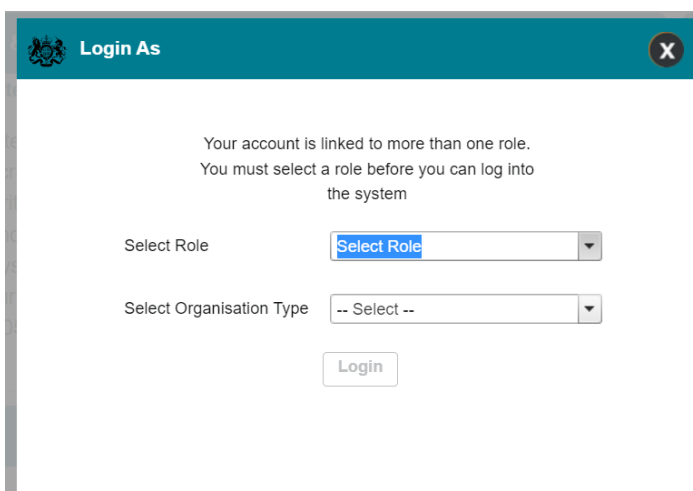 Login As
X
Your account is linked to more than one role.
You must select a role before you can log into
the system
Select Role
Select Role
Select Organisation Type
-- Select --
Login